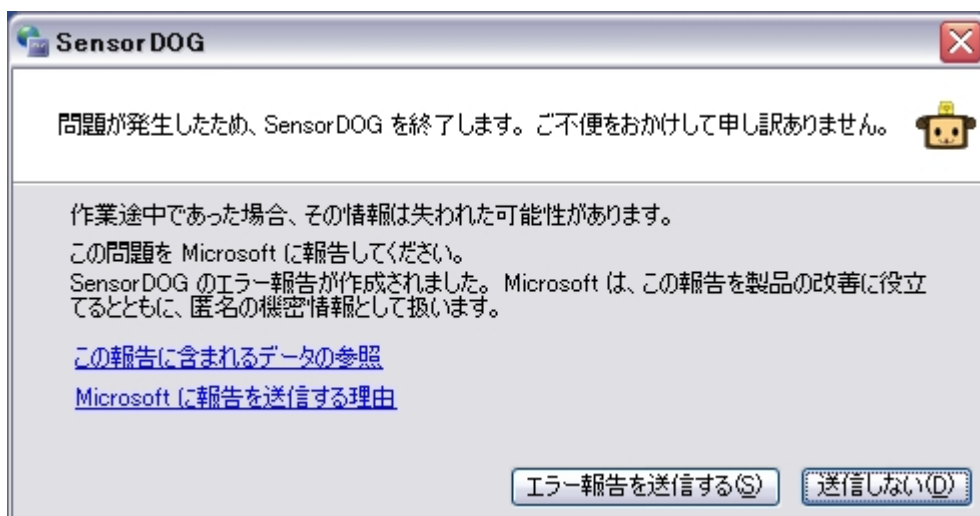 SensorDOG
問題が発生したため、SensorDOG を終了します。ご不便をおかけして申し訳ありません。
作業途中であった場合、その情報は失われた可能性があります。
この問題を Microsoft に報告してください。
SensorDOG のエラー報告が作成されました。Microsoft は、この報告を製品の改善に役立
てるとともに、匿名の機密情報として扱います。
この報告に含まれるデータの参照
Microsoft に報告を送信する理由
エラー報告を送信する(S)
送信しない(D)